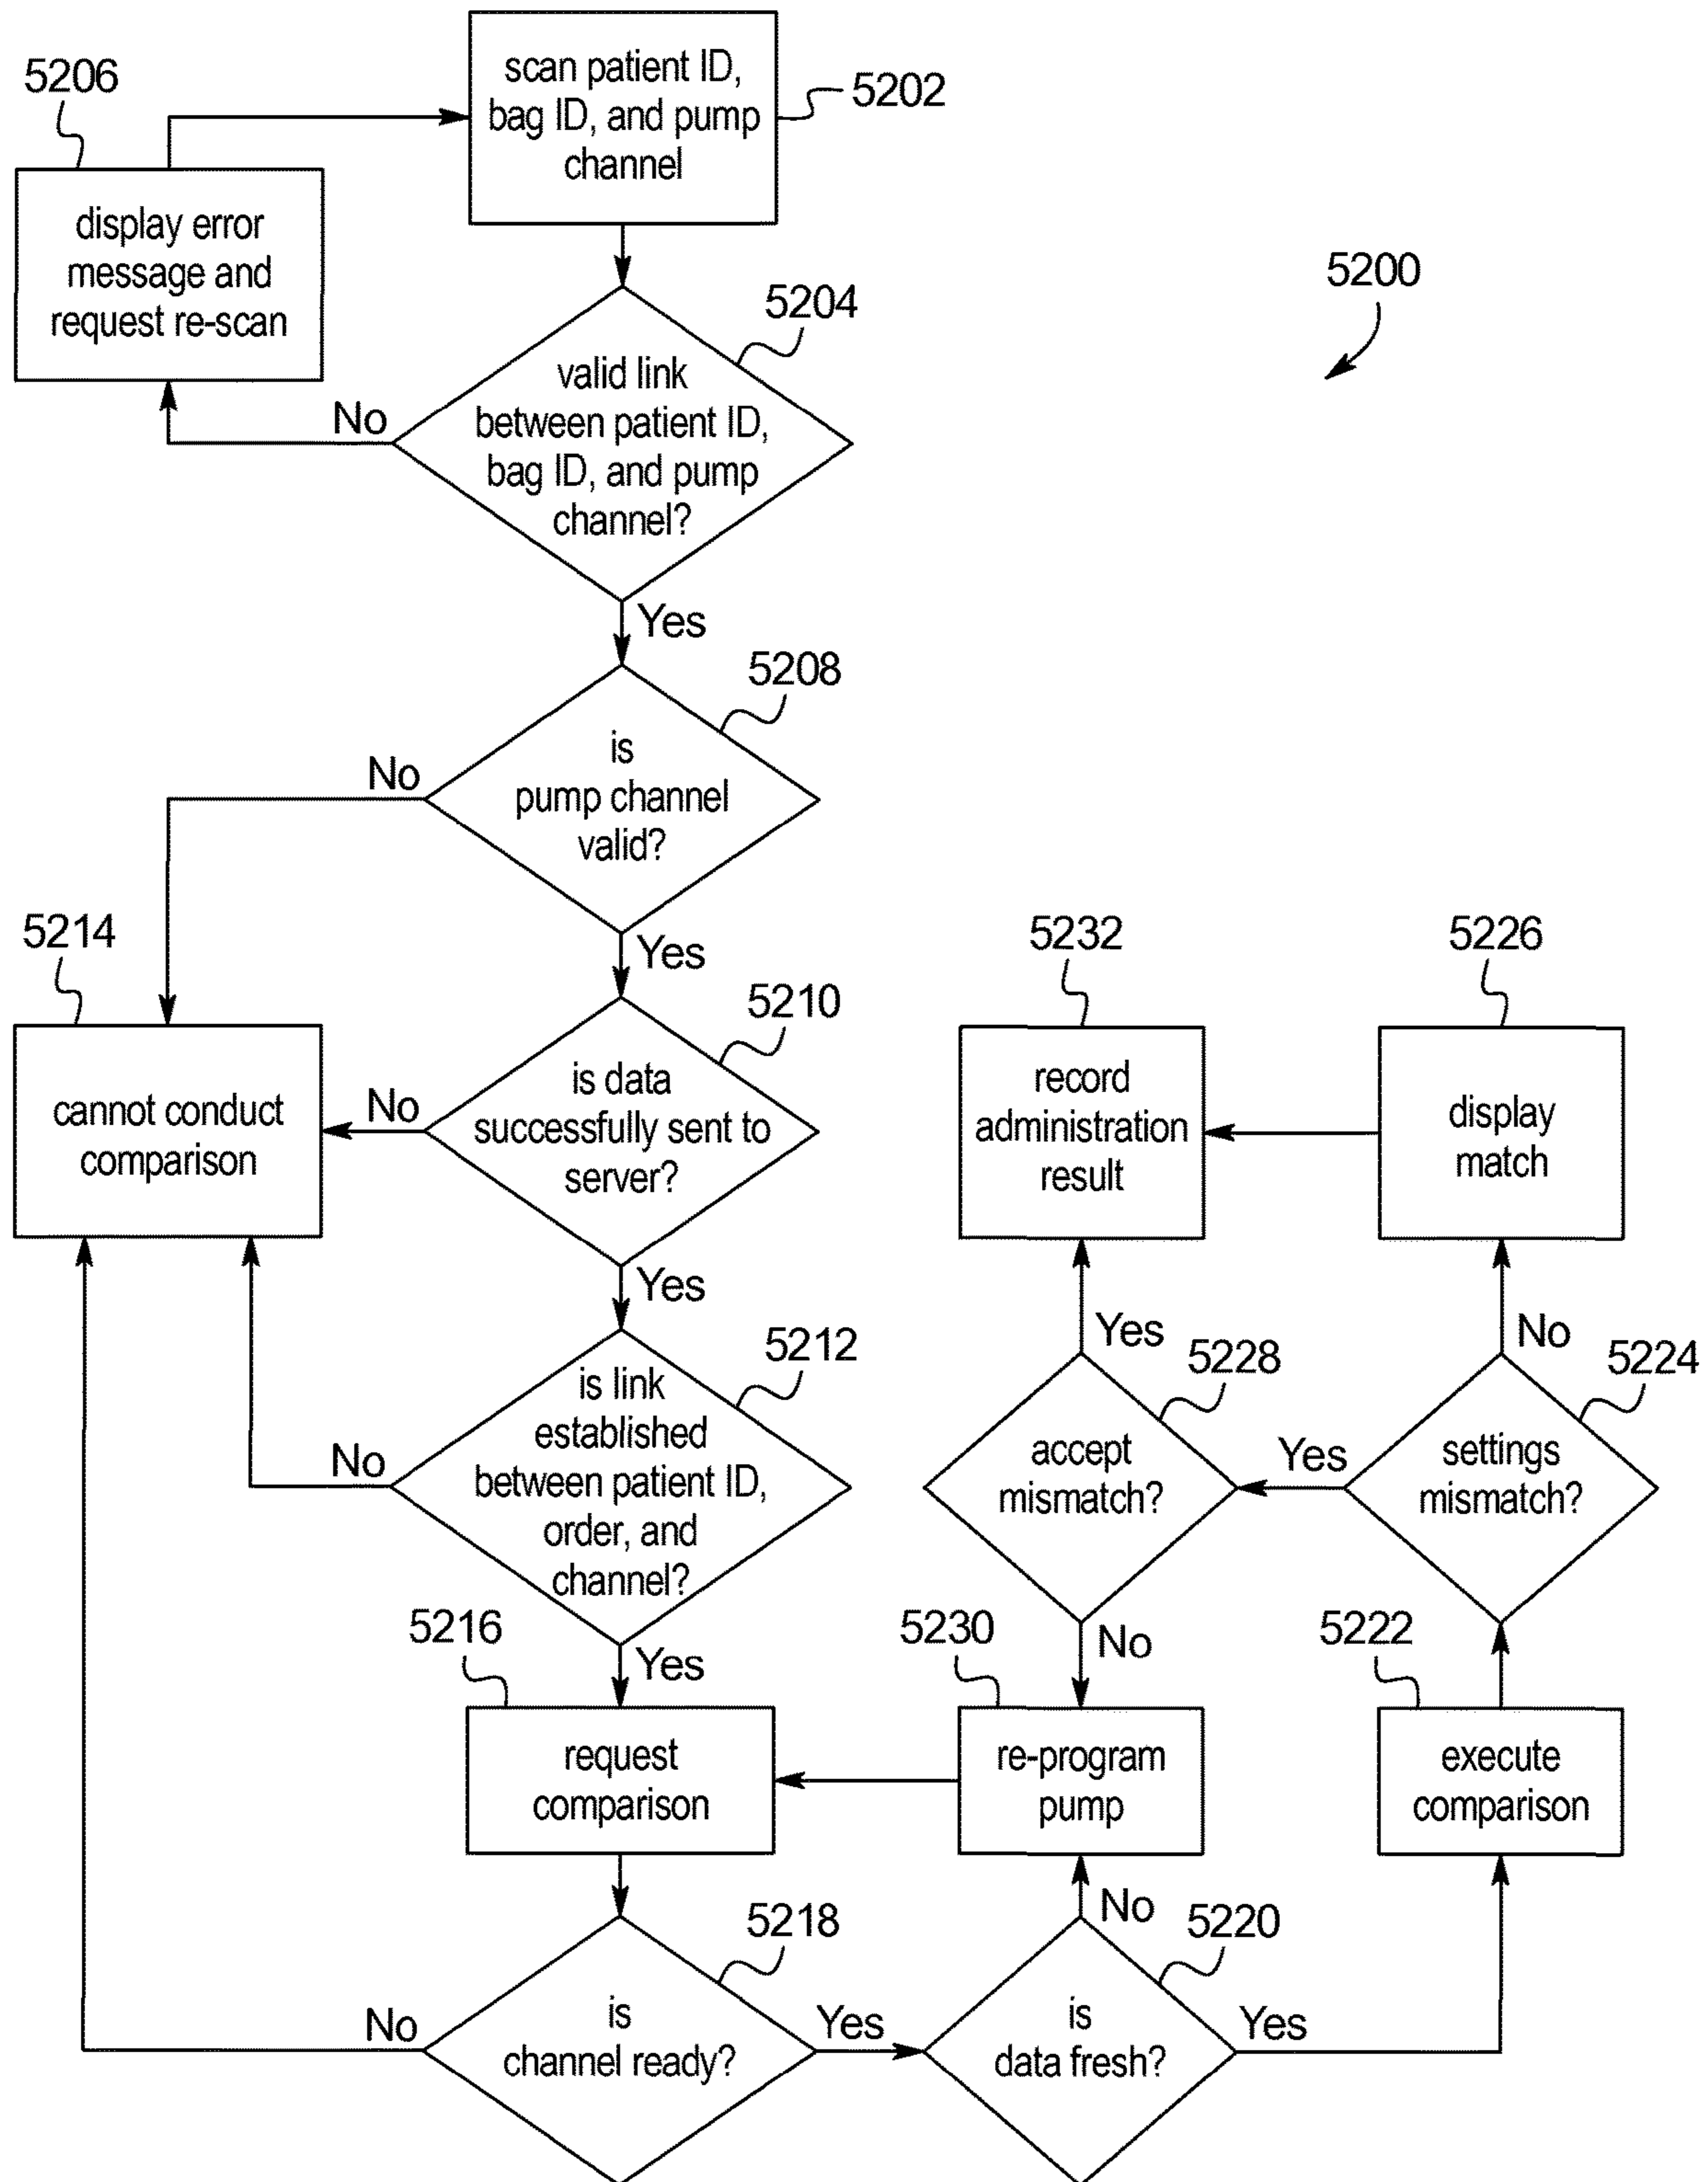 5206
scan patient ID,
bag ID, and pump
channel
5202
display error
message and
request re-scan
5200
5204
valid link
between patient ID,
bag ID, and pump
channel?
No
Yes
5208
is
pump channel
valid?
No
Yes
5214
5232
5226
5210
cannot conduct
comparison
No
is data
successfully sent to
server?
record
administration
result
display
match
Yes
Yes
No
5212
5228
5224
is link
established
between patient ID,
order, and
channel?
No
accept
mismatch?
Yes
settings
mismatch?
5216
Yes
5230
No
5222
request
comparison
re-program
pump
execute
comparison
5218
No
5220
No
is
channel ready?
Yes
is
data fresh?
Yes